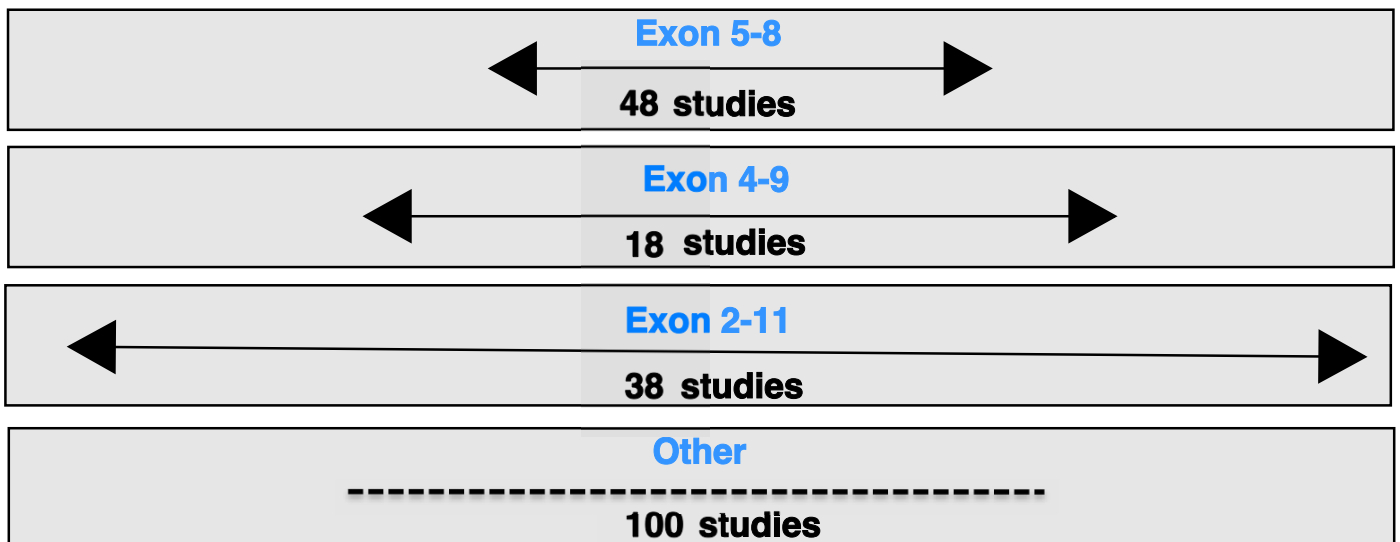 Exon 5-8
48 studies
Exon 4-9
18 studies
Exon 2-11
38 studies
Other
100 studies